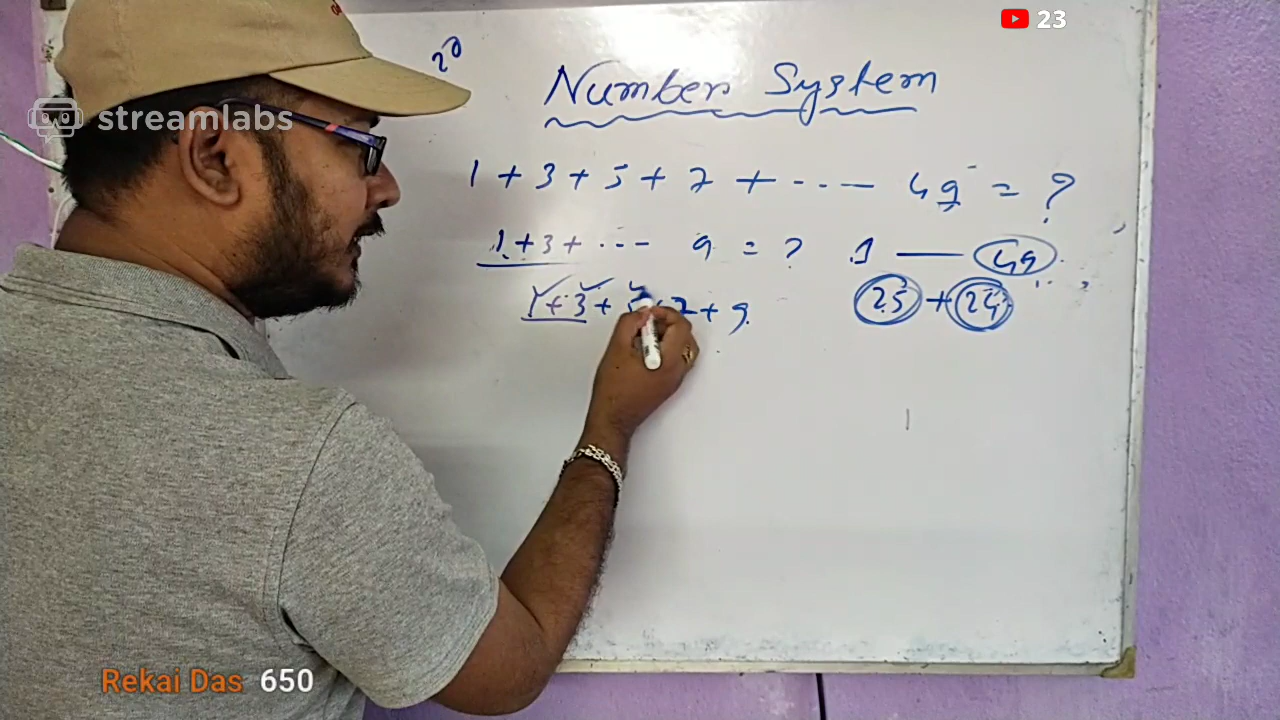 23
20
streamlabs
Number System
1 + 3 + 5 + 7 + ---- 49 = ?
1 + 3 + --- 9 = ? 1 — 49
1 + 3 + 5 + 7 + 9 25 + 24
Rekai Das 650